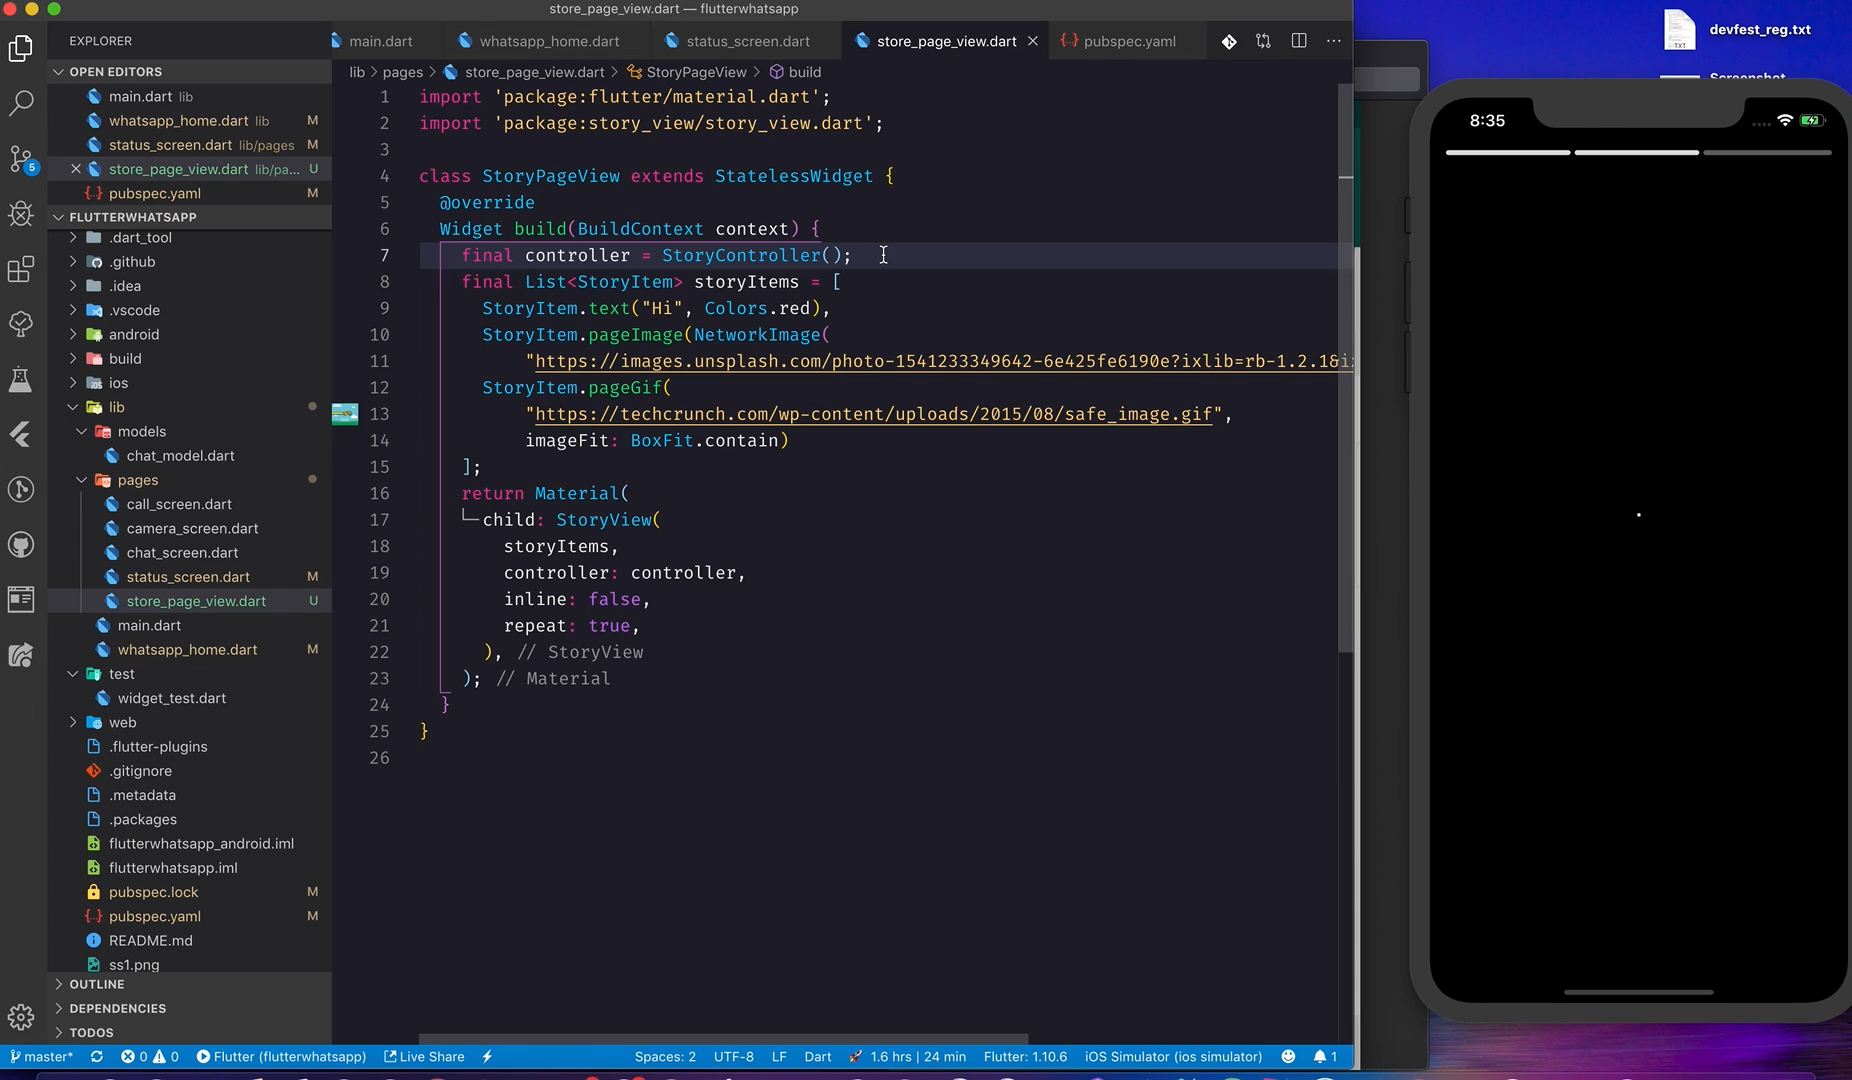 store_page_view.dart — flutterwhatsapp
EXPLORER
main.dart
whatsapp_home.dart
status_screen.dart
store_page_view.dart
pubspec.yaml
OPEN EDITORS
main.dart lib
whatsapp_home.dart lib M
status_screen.dart lib/pages M
store_page_view.dart lib/pa... U
pubspec.yaml M
FLUTTERWHATSAPP
.dart_tool
.github
.idea
.vscode
android
build
ios
lib
models
chat_model.dart
pages
call_screen.dart
camera_screen.dart
chat_screen.dart
status_screen.dart M
store_page_view.dart U
main.dart
whatsapp_home.dart M
test
widget_test.dart
web
.flutter-plugins
.gitignore
.metadata
.packages
flutterwhatsapp_android.iml
flutterwhatsapp.iml
pubspec.lock M
pubspec.yaml M
README.md
ss1.png
OUTLINE
DEPENDENCIES
TODOS
5
lib > pages > store_page_view.dart > StoryPageView > build
1 import 'package:flutter/material.dart';
2 import 'package:story_view/story_view.dart';
3
4 class StoryPageView extends StatelessWidget {
5 @override
6 Widget build(BuildContext context) {
7 final controller = StoryController();
8 final List<StoryItem> storyItems = [
9 StoryItem.text("Hi", Colors.red),
10 StoryItem.pageImage(NetworkImage(
11 "https://images.unsplash.com/photo-1541233349642-6e425fe6190e?ixlib=rb-1.2.1&ix
12 StoryItem.pageGif(
13 "https://techcrunch.com/wp-content/uploads/2015/08/safe_image.gif",
14 imageFit: BoxFit.contain)
15 ];
16 return Material(
17 child: StoryView(
18 storyItems,
19 controller: controller,
20 inline: false,
21 repeat: true,
22 ), // StoryView
23 ); // Material
24 }
25 }
26
master* 0 0 Flutter (flutterwhatsapp) Live Share Spaces: 2 UTF-8 LF Dart 1.6 hrs | 24 min Flutter: 1.10.6 iOS Simulator (ios simulator) 1
TXT
devfest_reg.txt
Screenshot
8:35